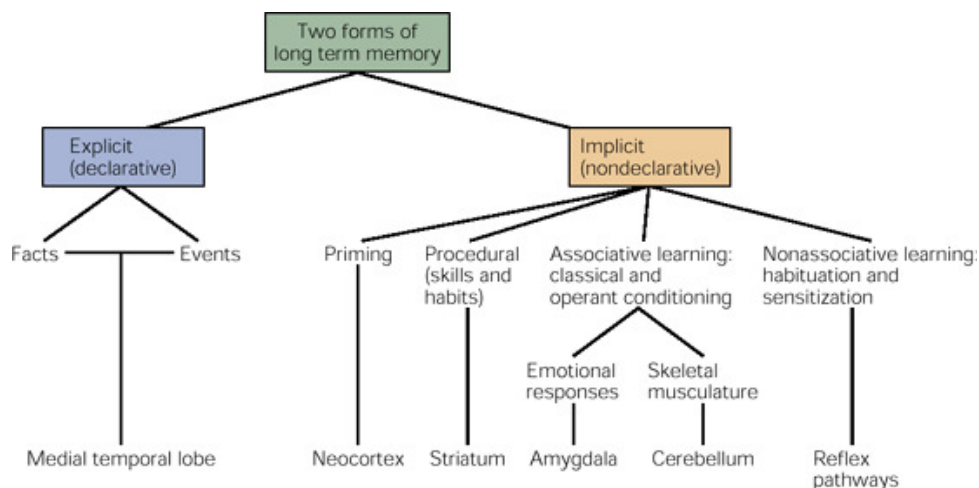 Two forms of
long term memory
Explicit
(declarative)
Implicit
(nondeclarative)
Facts
Events
Priming
Procedural
(skills and
habits)
Associative learning:
classical and
operant conditioning
Nonassociative learning:
habituation and
sensitization
Emotional
responses
Skeletal
musculature
Medial temporal lobe
Neocortex
Striatum
Amygdala
Cerebellum
Reflex
pathways